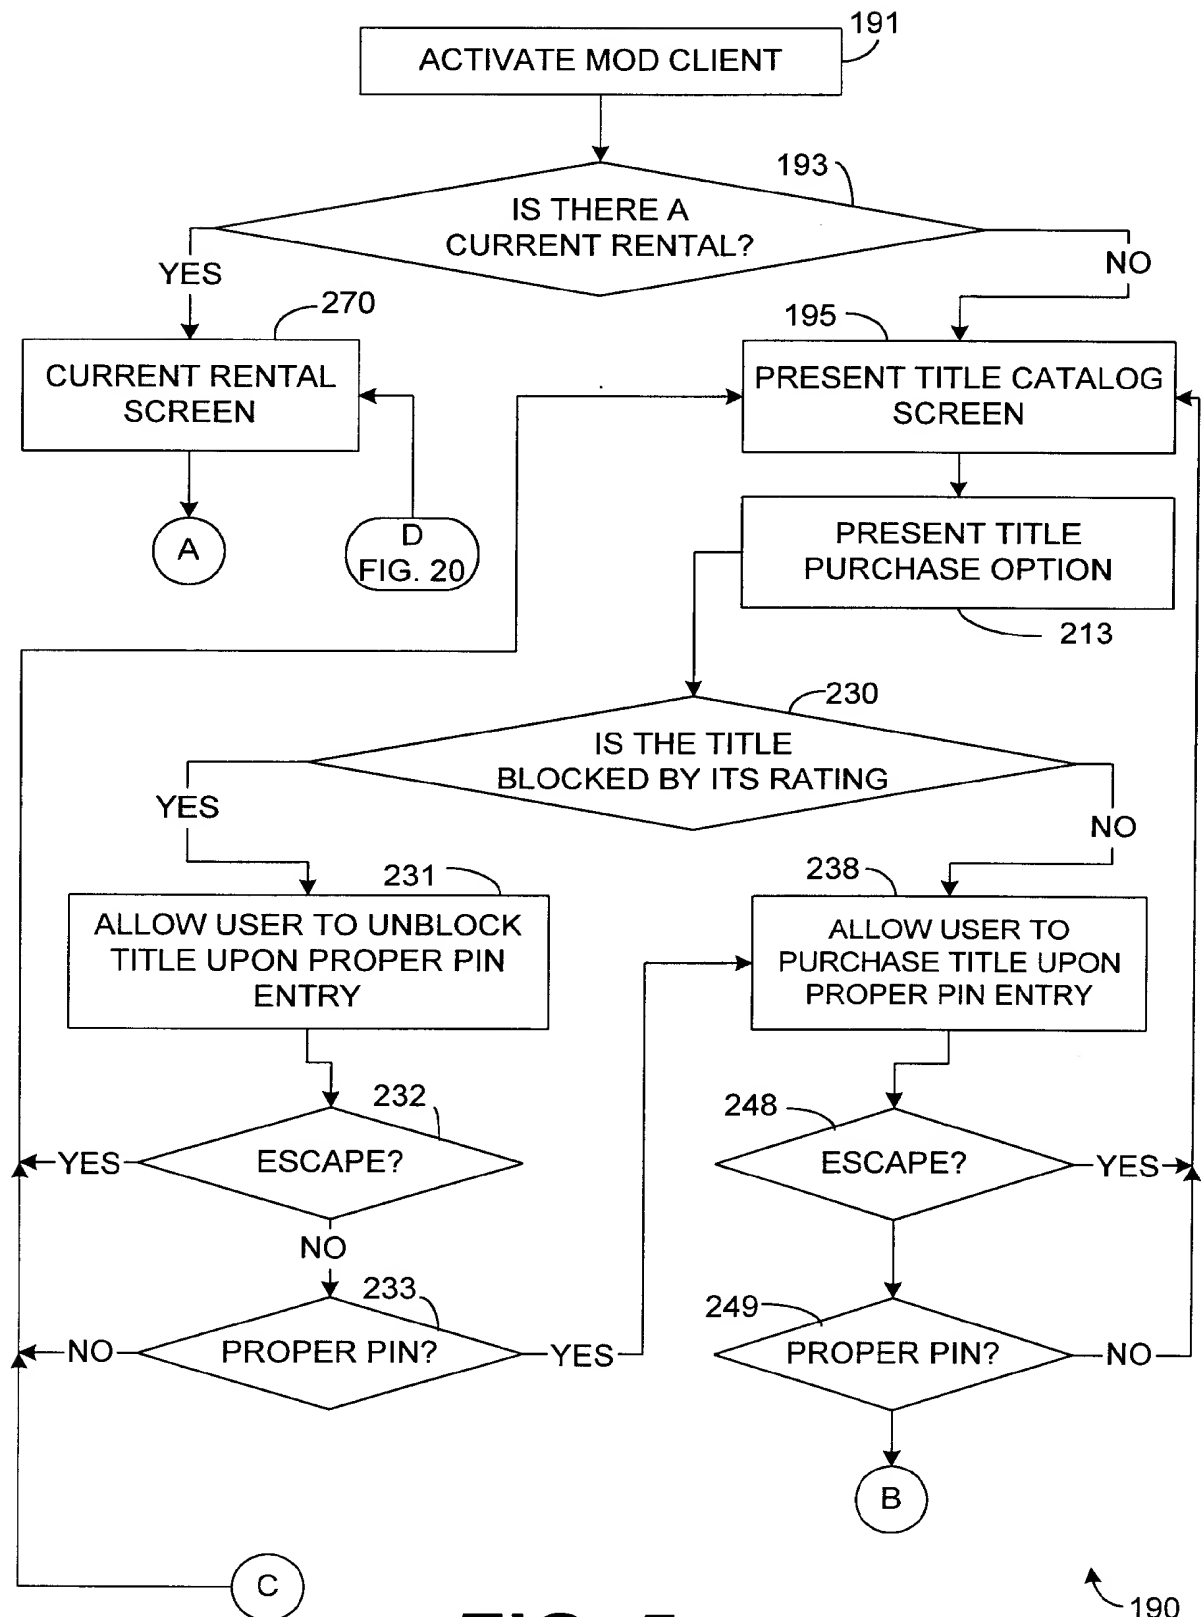 191
ACTIVATE MOD CLIENT
193
IS THERE A
CURRENT RENTAL?
YES
NO
270
195
CURRENT RENTAL
SCREEN
PRESENT TITLE CATALOG
SCREEN
A
D
FIG. 20
PRESENT TITLE
PURCHASE OPTION
213
230
IS THE TITLE
BLOCKED BY ITS RATING
YES
NO
231
238
ALLOW USER TO UNBLOCK
TITLE UPON PROPER PIN
ENTRY
ALLOW USER TO
PURCHASE TITLE UPON
PROPER PIN ENTRY
232
248
YES
ESCAPE?
ESCAPE?
YES
NO
233
249
NO
PROPER PIN?
YES
PROPER PIN?
NO
B
C
190